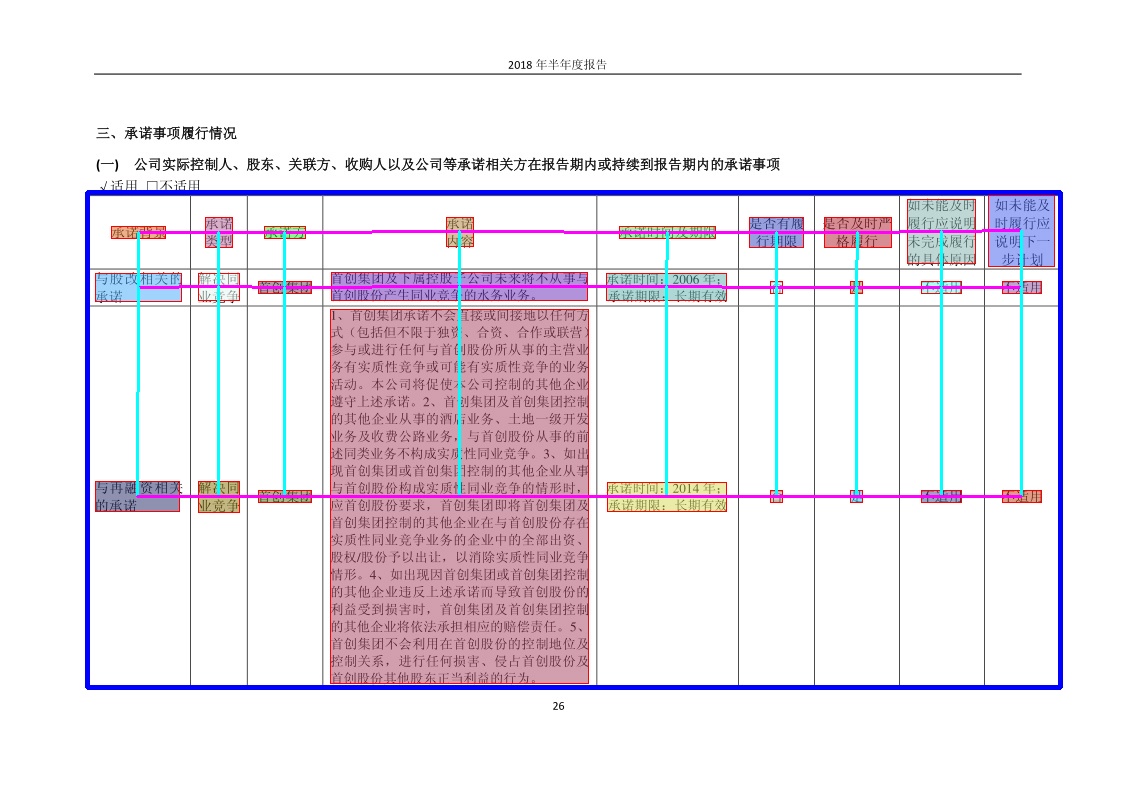 2018 年半年度报告
三、承诺事项履行情况
(一) 公司实际控制人、股东、关联方、收购人以及公司等承诺相关方在报告期内或持续到报告期内的承诺事项
√适用 □不适用
承诺背景
承诺
类型
承诺方
承诺
内容
承诺时间及期限
是否有履
行期限
是否及时严
格履行
如未能及时
履行应说明
未完成履行
的具体原因
如未能及
时履行应
说明下一
步计划
与股改相关的
承诺
解决同
业竞争
首创集团
首创集团及下属控股子公司未来将不从事与
首创股份产生同业竞争的水务业务。
承诺时间：2006 年；
承诺期限：长期有效
不适用
不适用
与再融资相关
的承诺
解决同
业竞争
首创集团
1、首创集团承诺不会直接或间接地以任何方
式（包括但不限于独资、合资、合作或联营）
参与或进行任何与首创股份所从事的主营业
务有实质性竞争或可能有实质性竞争的业务
活动。本公司将促使本公司控制的其他企业
遵守上述承诺。2、首创集团及首创集团控制
的其他企业从事的酒店业务、土地一级开发
业务及收费公路业务，与首创股份从事的前
述同类业务不构成实质性同业竞争。3、如出
现首创集团或首创集团控制的其他企业从事
与首创股份构成实质性同业竞争的情形时，
应首创股份要求，首创集团即将首创集团及
首创集团控制的其他企业在与首创股份存在
实质性同业竞争业务的企业中的全部出资、
股权/股份予以出让，以消除实质性同业竞争
情形。4、如出现因首创集团或首创集团控制
的其他企业违反上述承诺而导致首创股份的
利益受到损害时，首创集团及首创集团控制
的其他企业将依法承担相应的赔偿责任。5、
首创集团不会利用在首创股份的控制地位及
控制关系，进行任何损害、侵占首创股份及
首创股份其他股东正当利益的行为。
承诺时间：2014 年；
承诺期限：长期有效
不适用
不适用
26